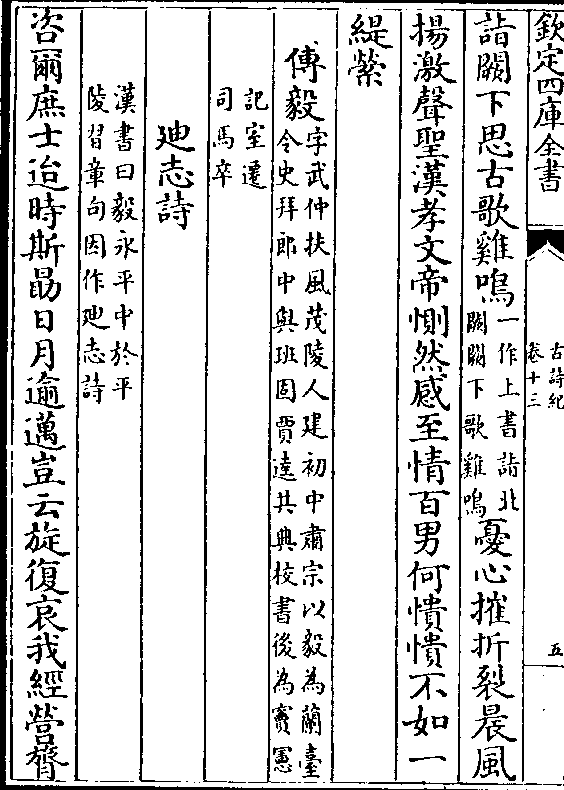 欽定四庫全書
古詩紀
卷十三
五
詣闕下思古歌雞鳴
一作上書詣北
闕闕下歌雞鳴
憂心摧折裂晨風
揚激聲聖漢孝文帝惻然感至情百男何憒憒不如一
緹縈
傅毅
字武仲扶風茂陵人建初中肅宗以毅為蘭臺
令史拜郎中與班固賈逵共典校書後為竇憲
記室遷
司馬卒
廸志詩
漢書曰毅永平中於平
陵習章句因作廸志詩
咨爾庶士迨時斯勗日月逾邁豈云旋復哀我經營膂